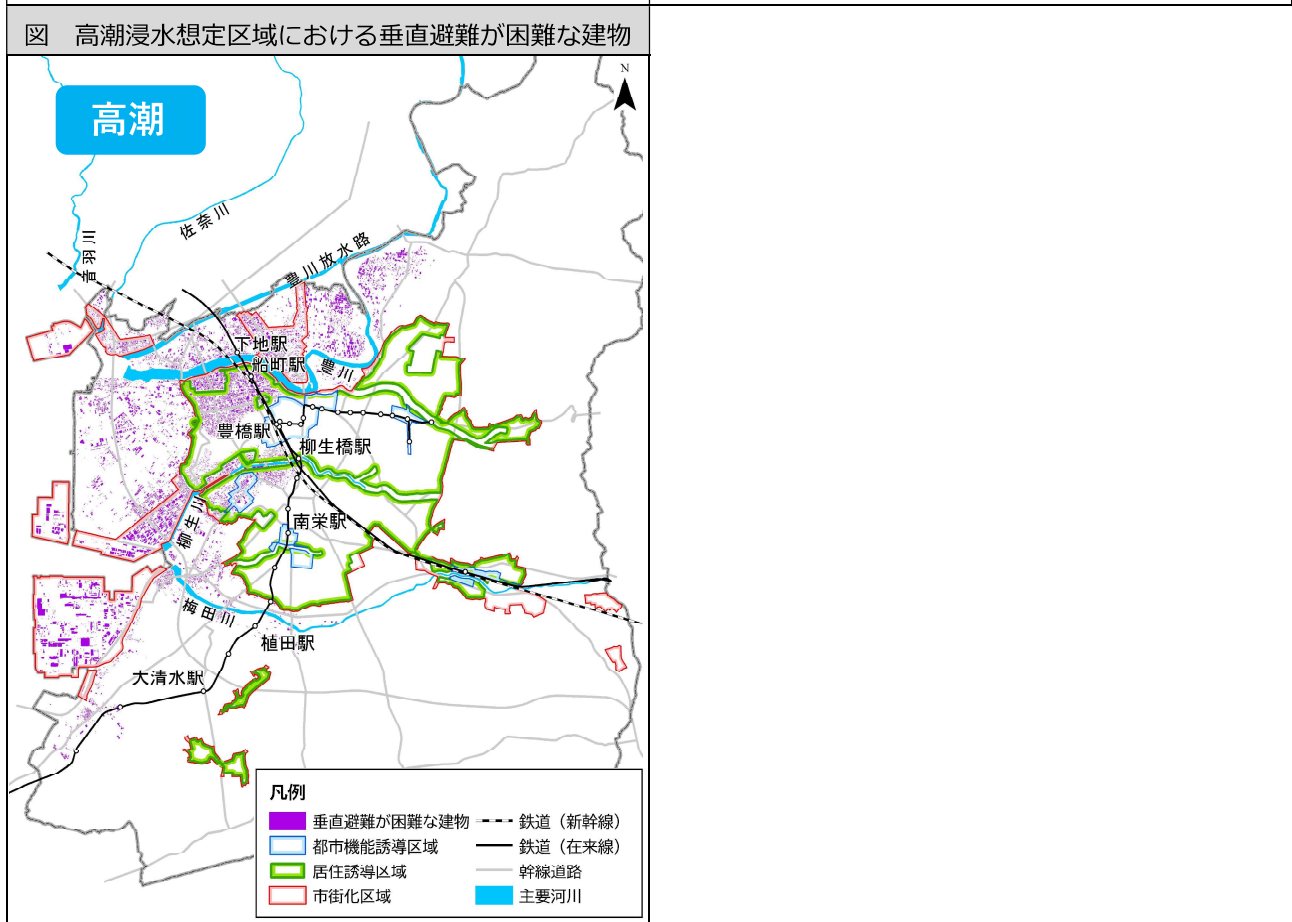 図 高潮浸水想定区域における垂直避難が困難な建物
N
高潮
佐奈川
音羽川
豊川放水路
下地駅
船町駅
豊川
豊橋駅
柳生橋駅
柳生川
南栄駅
梅田川
植田駅
大清水駅
凡例
垂直避難が困難な建物
鉄道（新幹線）
都市機能誘導区域
鉄道（在来線）
居住誘導区域
幹線道路
市街化区域
主要河川